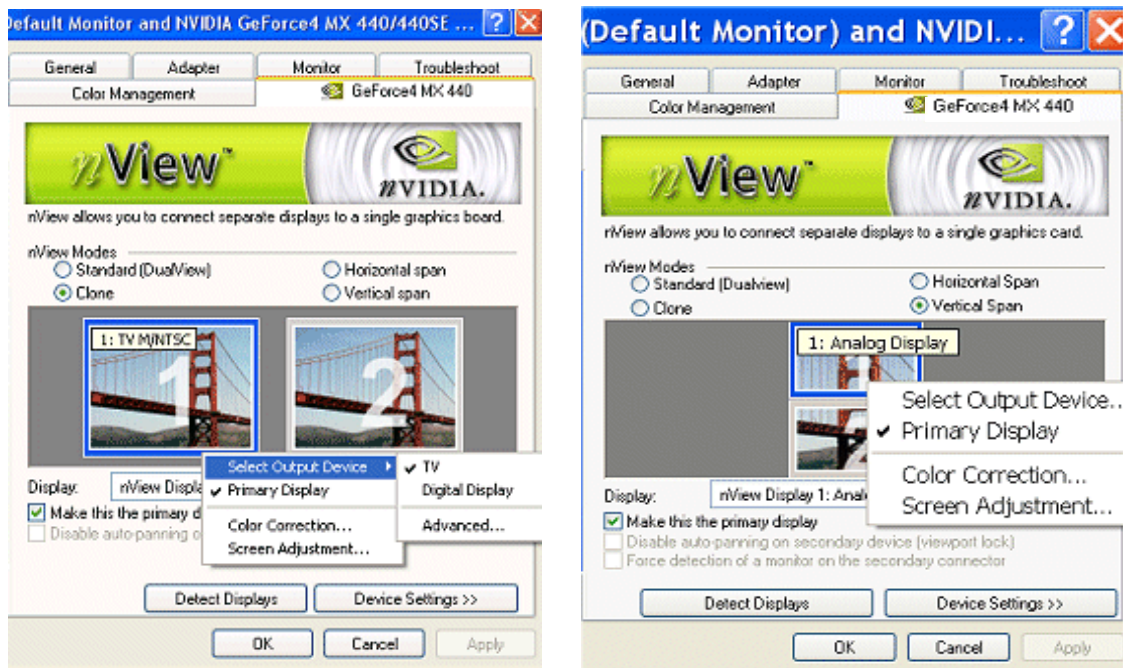 Default Monitor and NVIDIA GeForce4 MX 440/440SE ...
General Adapter Monitor Troubleshoot
Color Management GeForce4 MX 440
nView™
NVIDIA.
nView allows you to connect separate displays to a single graphics board.
nView Modes
Standard (DualView) Horizontal span
Clone Vertical span
1: TV M/NTSC
1 2
Select Output Device TV
Primary Display Digital Display
Color Correction... Advanced...
Screen Adjustment...
Display: nView Displa
Make this the primary d
Disable auto-panning o
Detect Displays Device Settings >>
OK Cancel Apply
(Default Monitor) and NVIDI...
General Adapter Monitor Troubleshoot
Color Management GeForce4 MX 440
nView™
NVIDIA.
nView allows you to connect separate displays to a single graphics card.
nView Modes
Standard (Dualview) Horizontal Span
Clone Vertical Span
1: Analog Display
Select Output Device..
Primary Display
Color Correction...
Screen Adjustment...
Display: nView Display 1: Anal
Make this the primary display
Disable auto-panning on secondary device (viewport lock)
Force detection of a monitor on the secondary connector
Detect Displays Device Settings >>
OK Cancel Apply